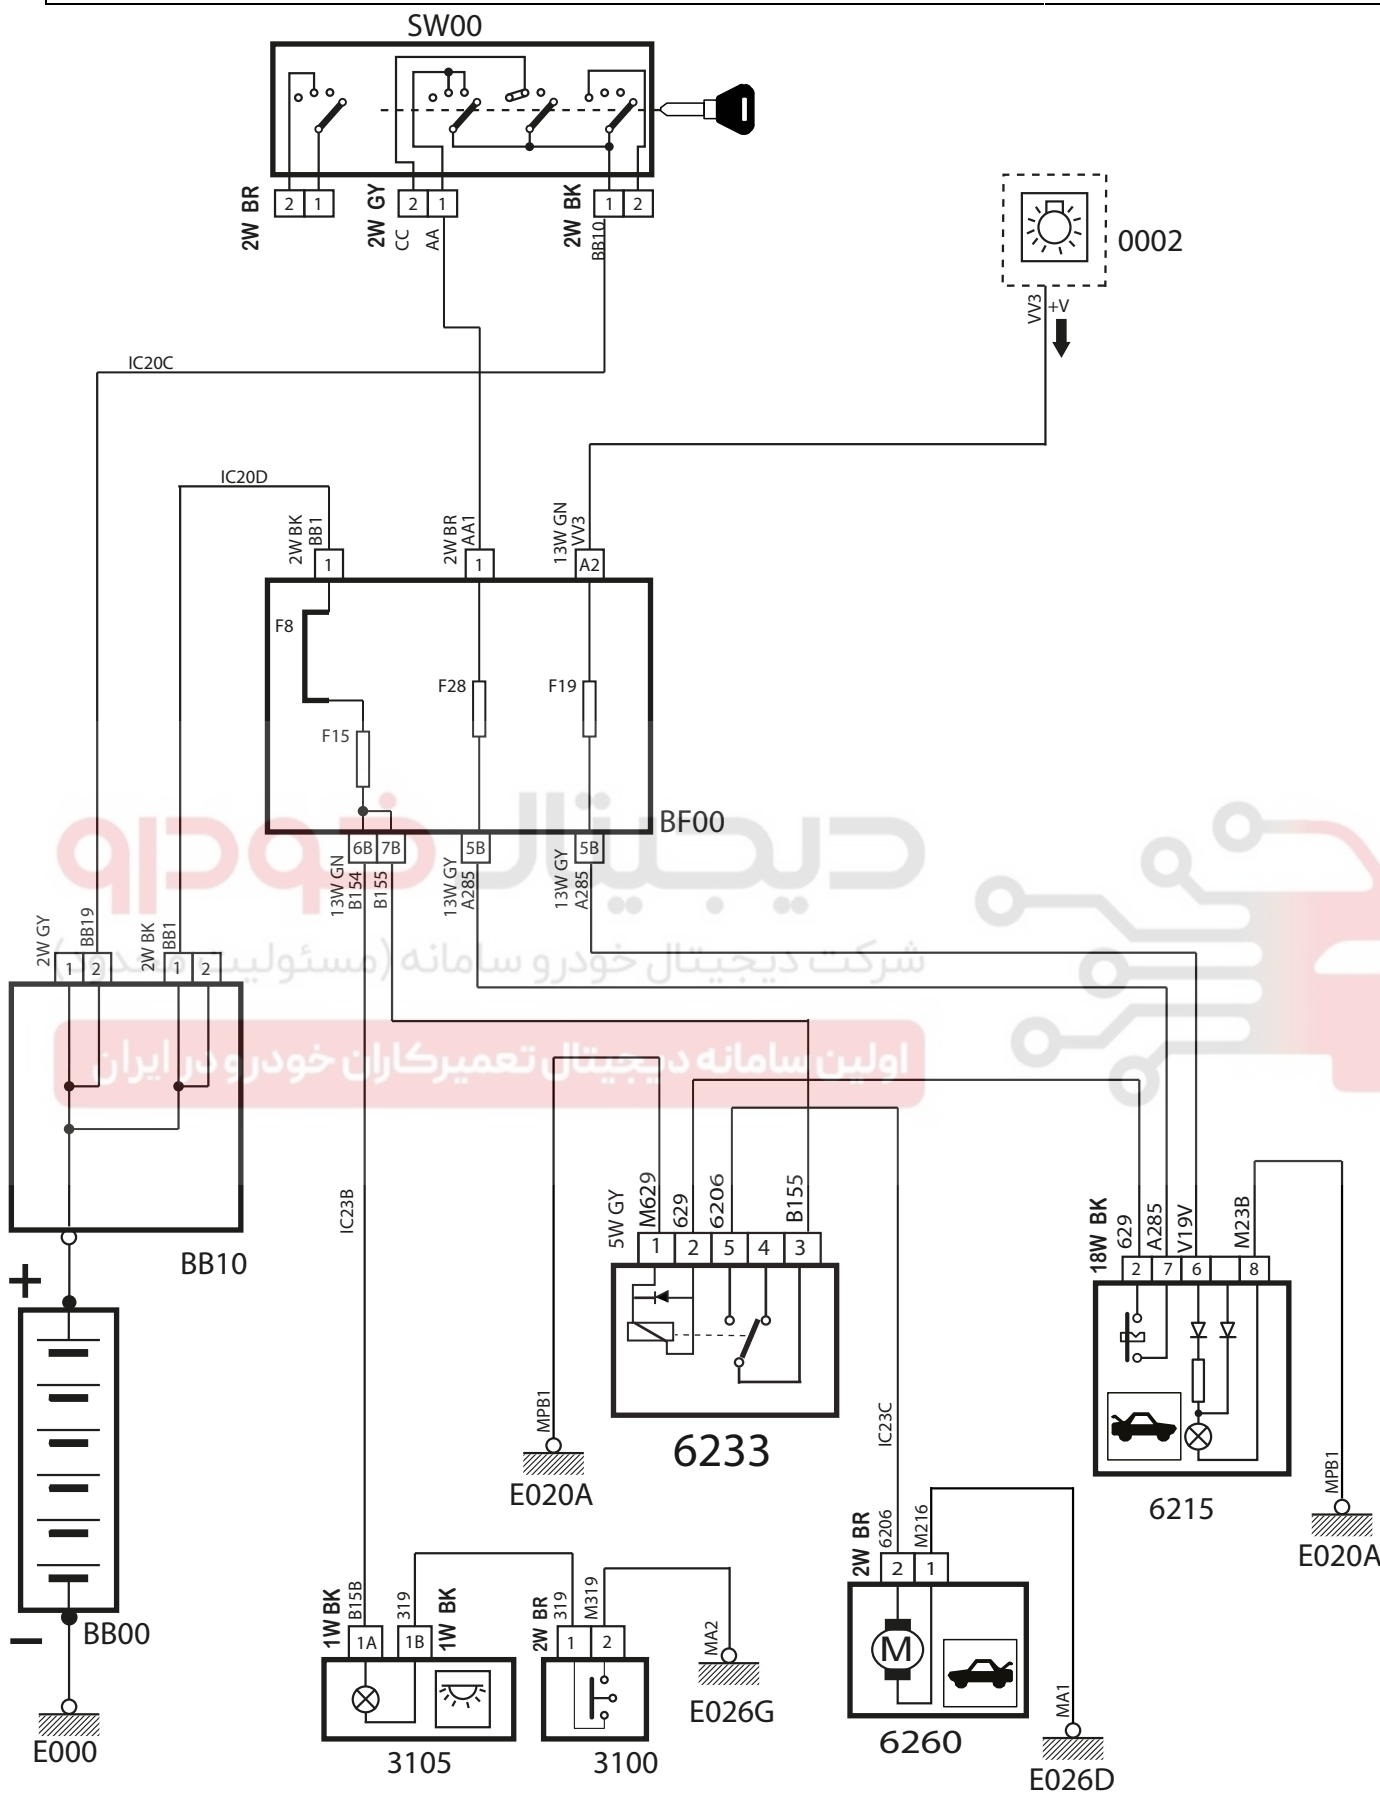 SW00
2W BR
2
1
2W GY
2
1
CC
AA
2W BK
1
2
BB10
0002
VV3
+V
IC20C
IC20D
2W BK
BB1
1
2W BR
AA1
1
13W GN
VV3
A2
F8
F28
F19
F15
BF00
6B
7B
5B
5B
13W GN
B154
B155
13W GY
A285
13W GY
A285
دیجیتال خودرو
شرکت دیجیتال خودرو سامانه (مسئولیت محدود)
اولین سامانه دیجیتال تعمیرکاران خودرو در ایران
2W GY
BB19
1
2
2W BK
BB1
1
2
BB10
+
−
BB00
E000
IC23B
5W GY
M629
629
6206
B155
1
2
5
4
3
6233
MPB1
E020A
18W BK
629
A285
V19V
M23B
2
7
6
8
6215
MPB1
E020A
IC23C
2W BR
6206
M216
2
1
M
6260
MA1
E026D
1W BK
B15B
319
1W BK
1A
1B
3105
2W BR
319
M319
1
2
3100
MA2
E026G